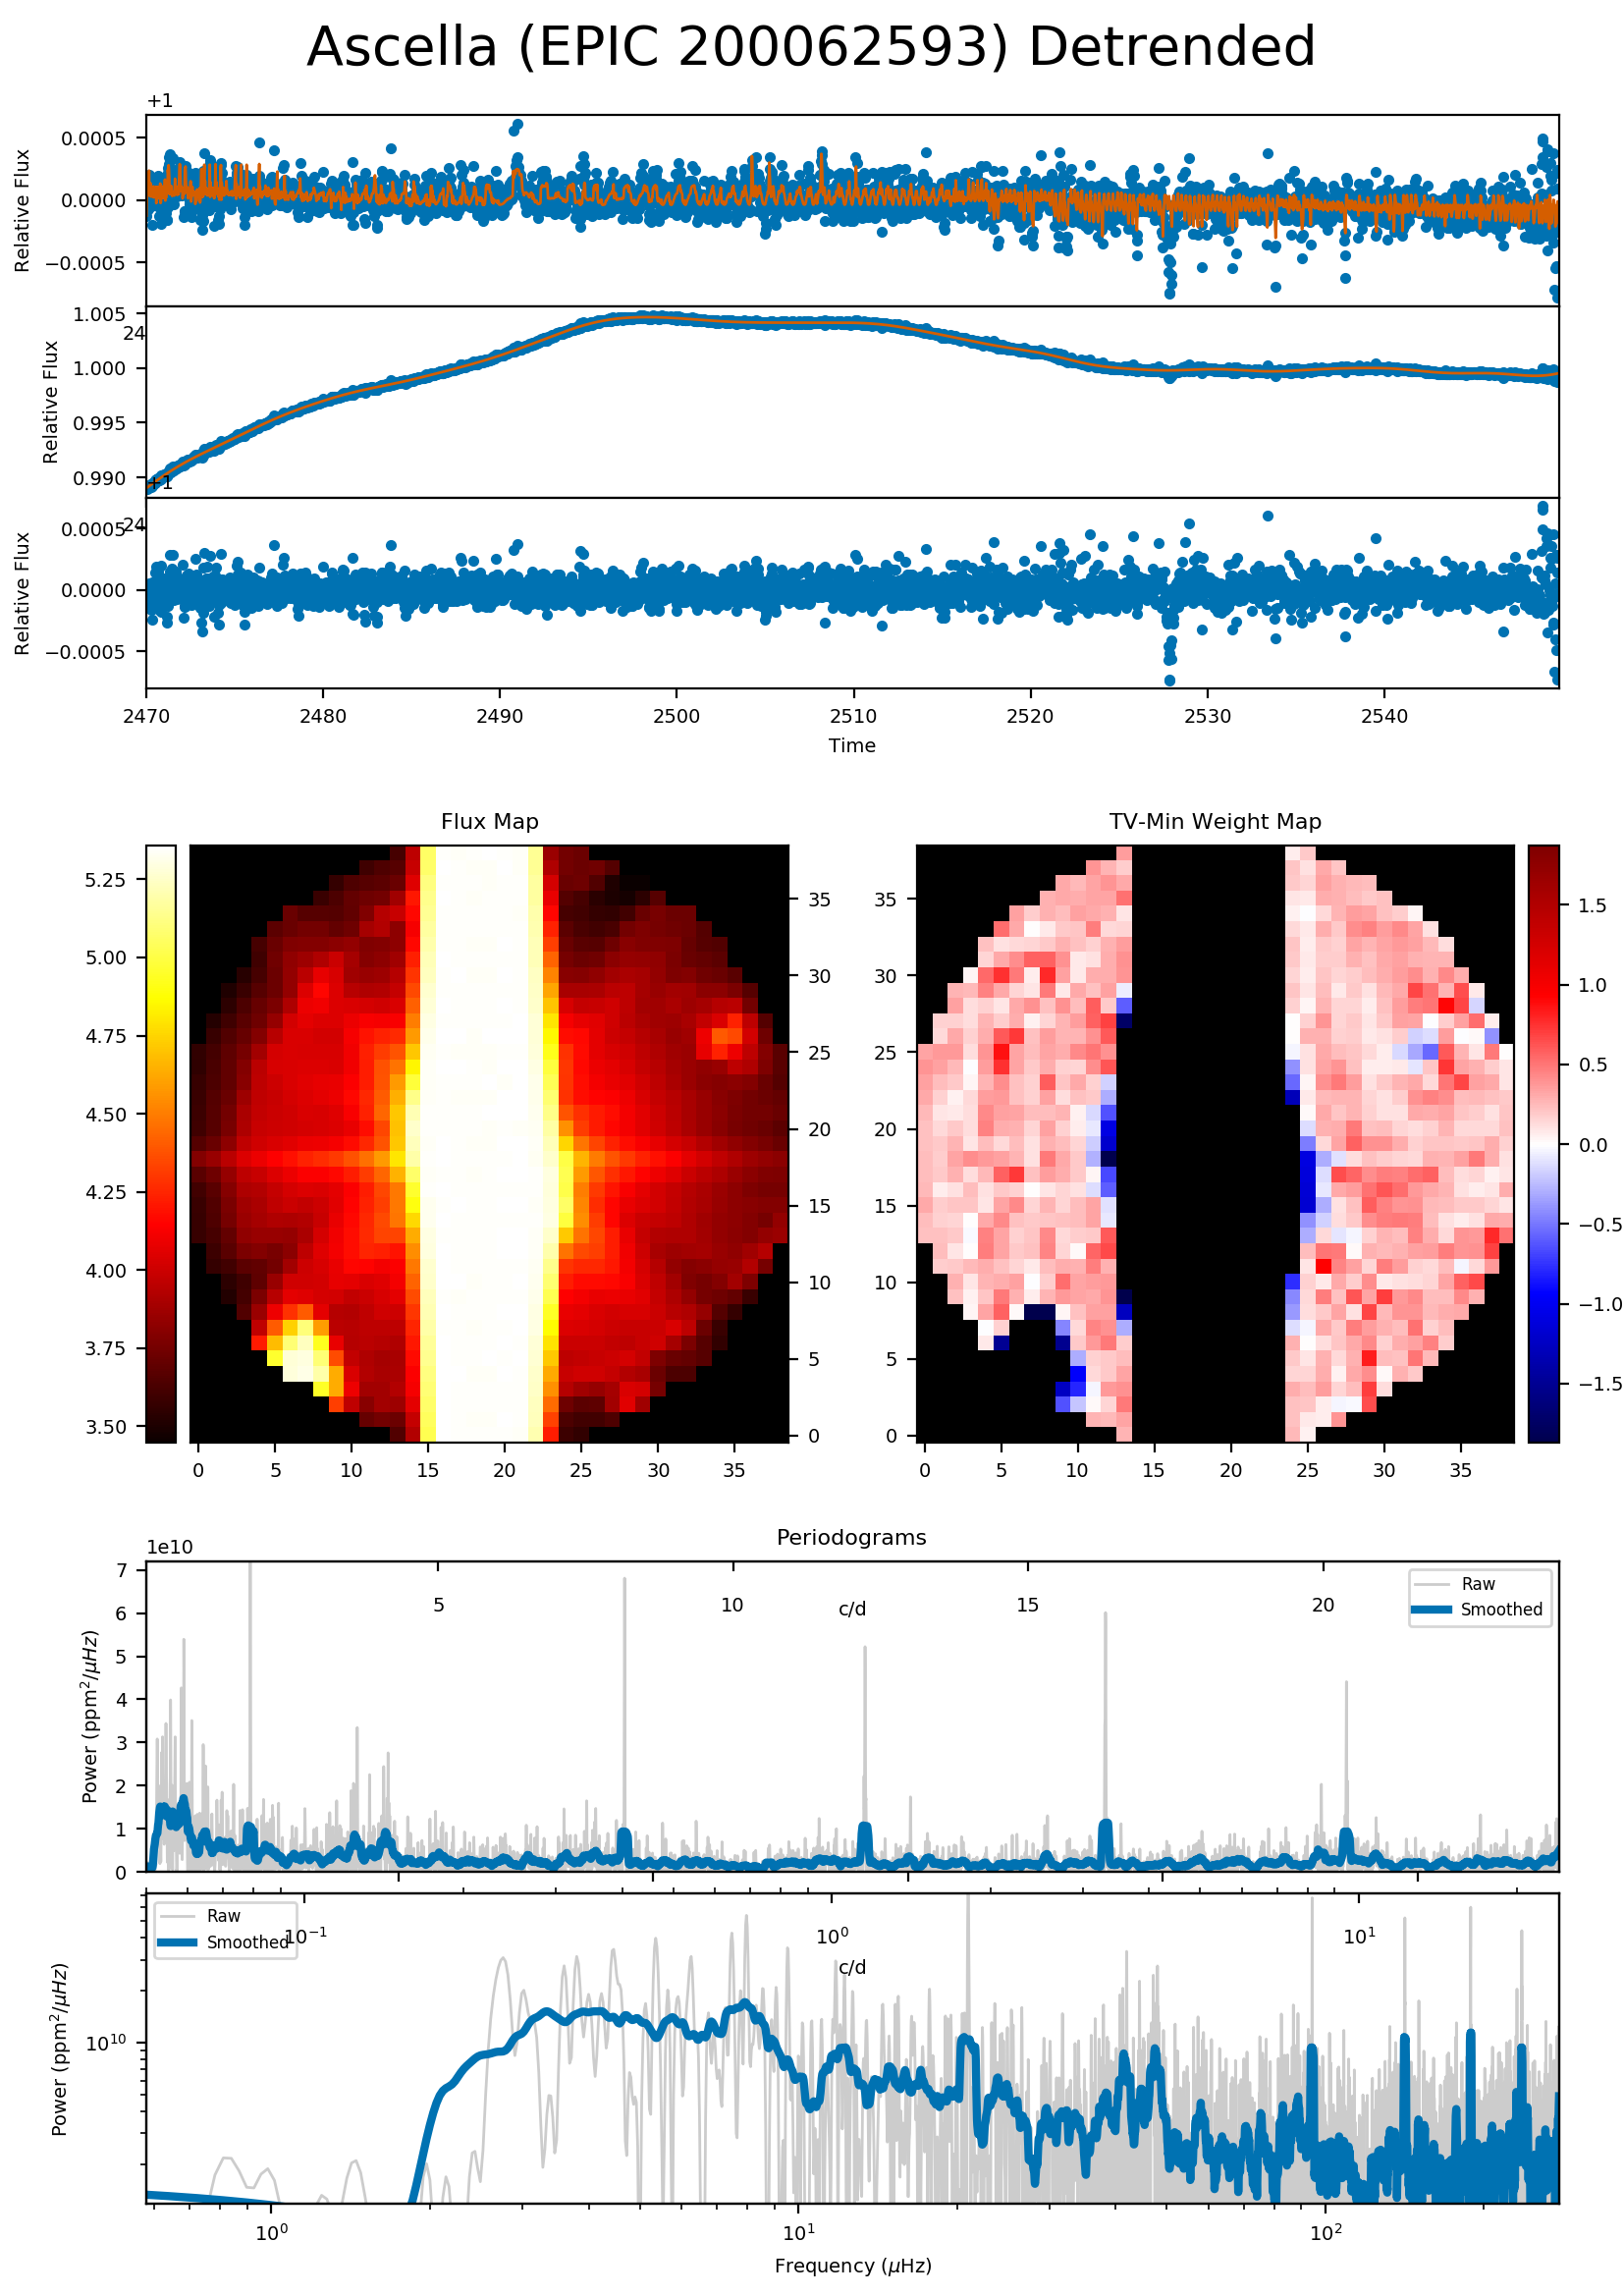 Ascella (EPIC 200062593) Detrended
+1
0.0005
0.0000
−0.0005
Relative Flux
24
1.005
1.000
0.995
0.990
Relative Flux
+1
24
0.0005
0.0000
−0.0005
Relative Flux
2470 2480 2490 2500 2510 2520 2530 2540
Time
Flux Map
5.25
5.00
4.75
4.50
4.25
4.00
3.75
3.50
35
30
25
20
15
10
5
0
0 5 10 15 20 25 30 35
TV-Min Weight Map
35
30
25
20
15
10
5
0
0 5 10 15 20 25 30 35
1.5
1.0
0.5
0.0
−0.5
−1.0
−1.5
Periodograms
1e10
7
6
5
4
3
2
1
0
Power (ppm²/μHz)
5 10 15 20
c/d
Raw
Smoothed
Raw
Smoothed
10⁻¹ 10⁰ 10¹
c/d
10¹⁰
Power (ppm²/μHz)
10⁰ 10¹ 10²
Frequency (μHz)